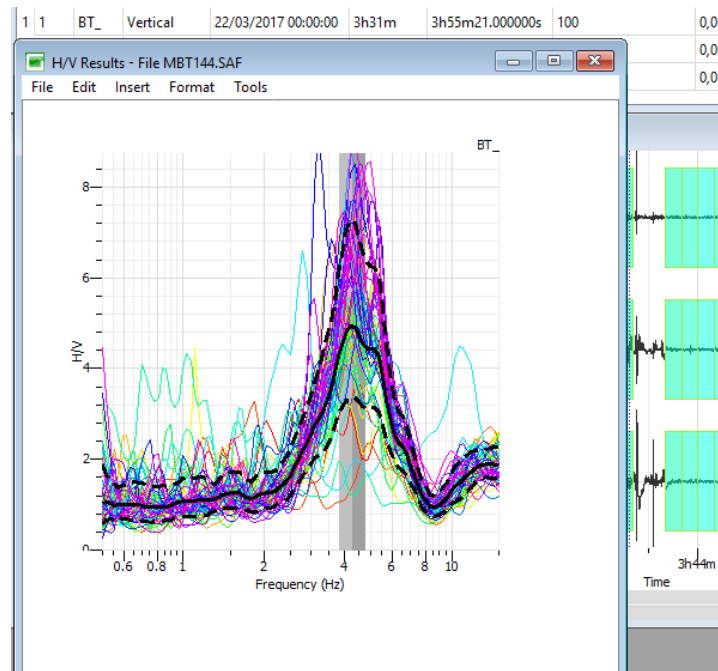 1 1 BT_ Vertical 22/03/2017 00:00:00 3h31m 3h55m21.000000s 100 0,0
0,0
0,0
H/V Results - File MBT144.SAF
File Edit Insert Format Tools
BT_
8
6
4
2
0
H/V
0.6 0.8 1 2 4 6 8 10
Frequency (Hz)
3h44m
Time